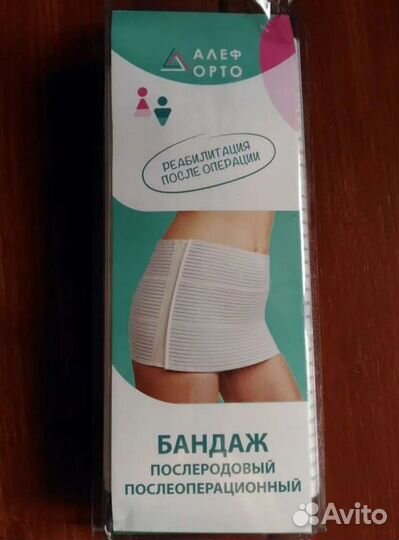 АЛЕФ
ОРТО
РЕАБИЛИТАЦИЯ
ПОСЛЕ ОПЕРАЦИИ
БАНДАЖ
ПОСЛЕРОДОВЫЙ
ПОСЛЕОПЕРАЦИОННЫЙ
Avito